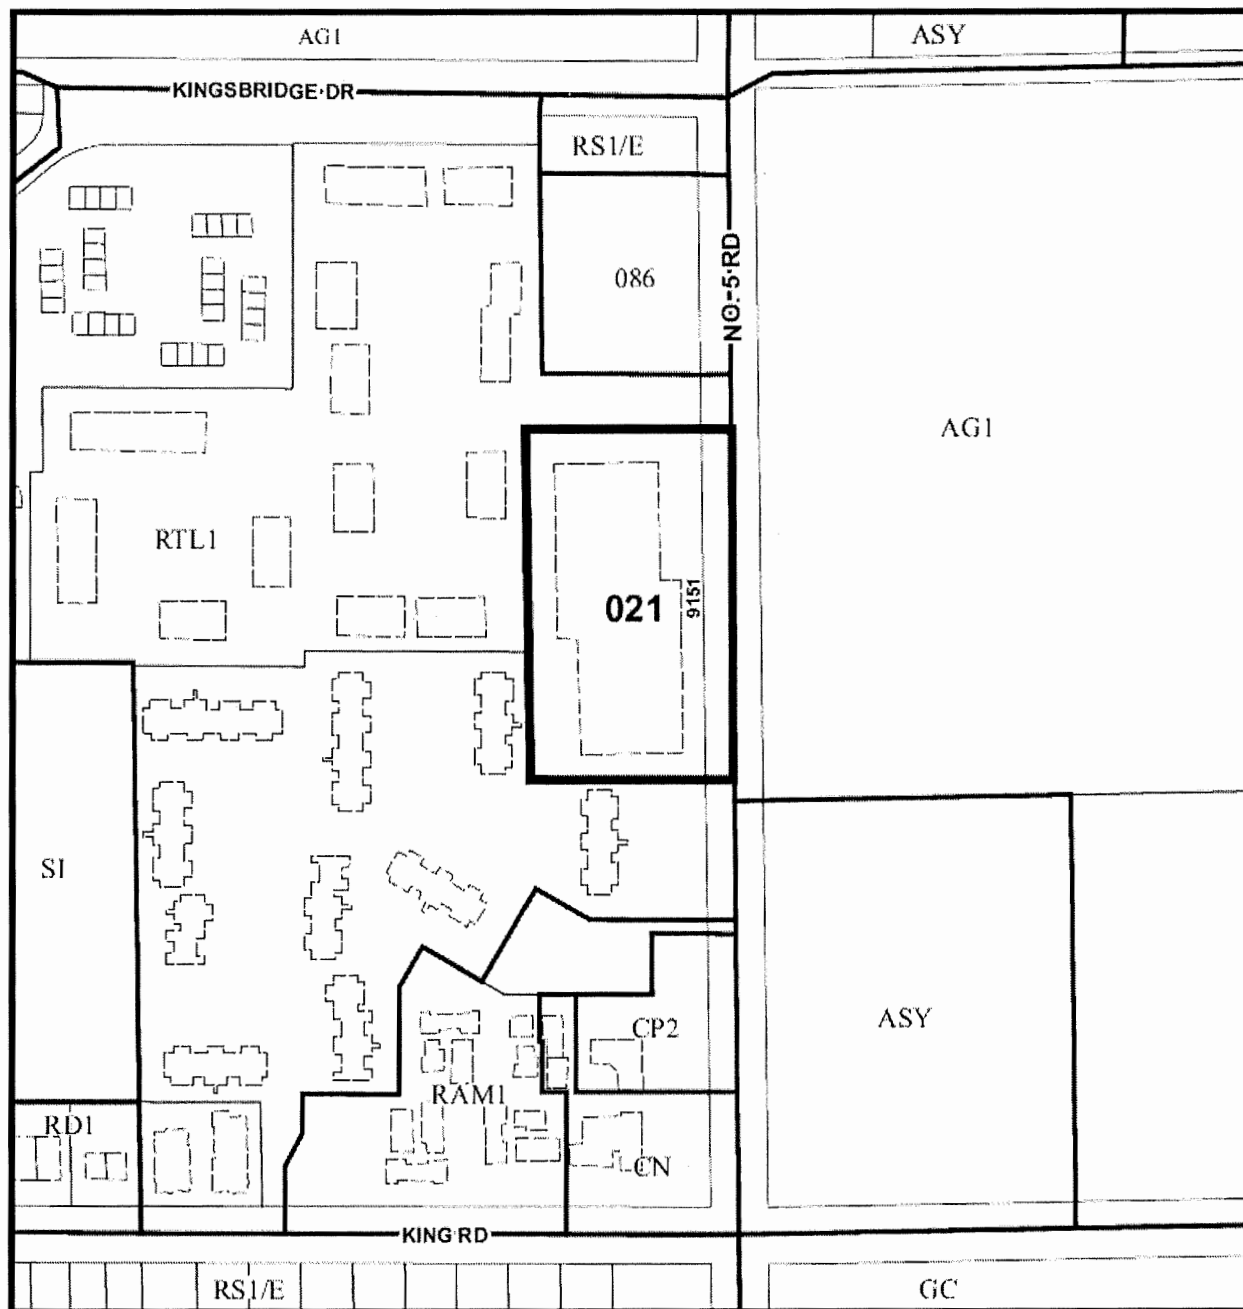 AG1
ASY
KINGSBRIDGE DR
RS1/E
086
NO. 5 RD
AG1
RTL1
021
9151
SI
ASY
CP2
RAM1
RD1
CN
KING RD
RS1/E
GC